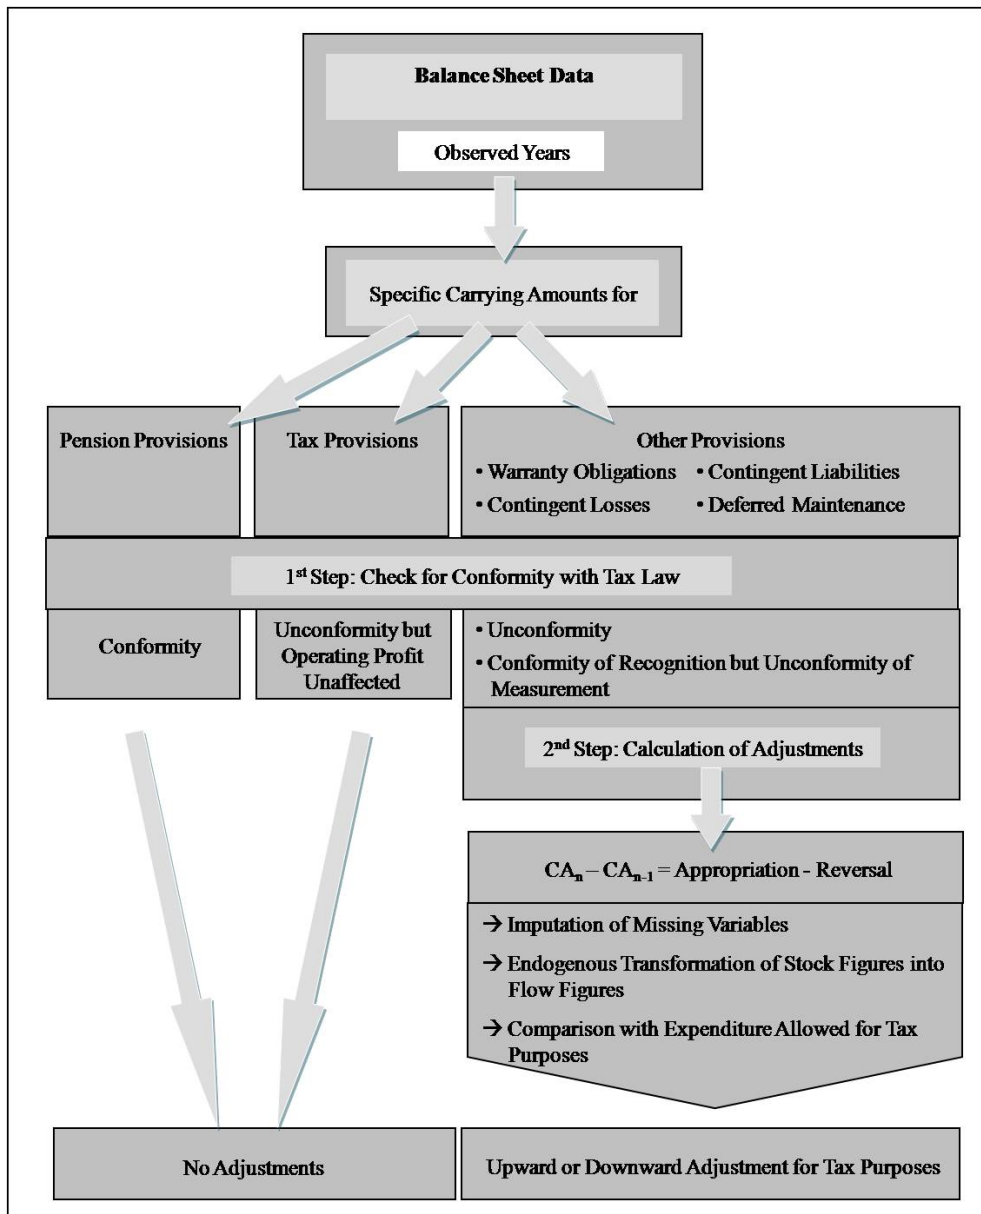 Balance Sheet Data
Observed Years
Specific Carrying Amounts for
Pension Provisions
Tax Provisions
Other Provisions
• Warranty Obligations
• Contingent Liabilities
• Contingent Losses
• Deferred Maintenance
1st Step: Check for Conformity with Tax Law
Conformity
Unconformity but
Operating Profit
Unaffected
• Unconformity
• Conformity of Recognition but Unconformity of
Measurement
2nd Step: Calculation of Adjustments
CAn – CAn-1 = Appropriation - Reversal
→ Imputation of Missing Variables
→ Endogenous Transformation of Stock Figures into
Flow Figures
→ Comparison with Expenditure Allowed for Tax
Purposes
No Adjustments
Upward or Downward Adjustment for Tax Purposes